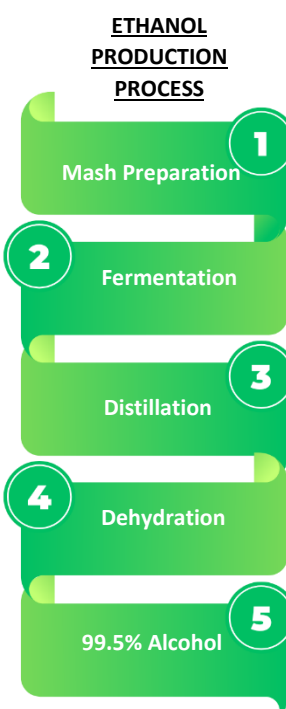 ETHANOL
PRODUCTION
PROCESS
1
Mash Preparation
2
Fermentation
3
Distillation
4
Dehydration
5
99.5% Alcohol